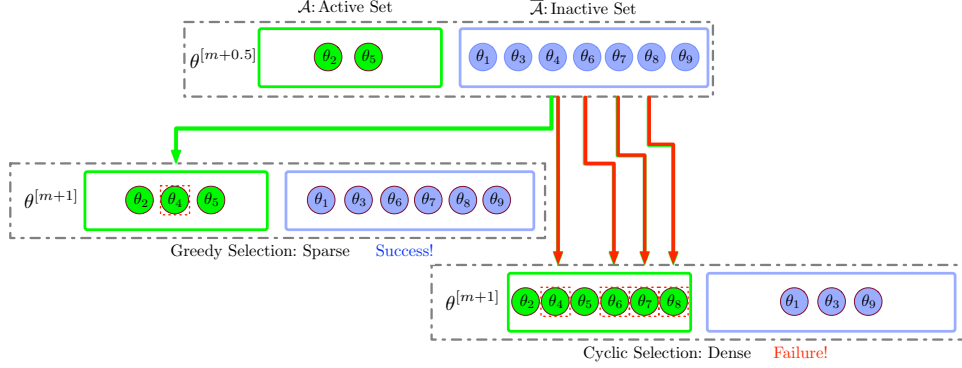 𝒜: Active Set
𝒜̅: Inactive Set
θ^[m+0.5]
θ₂ θ₅
θ₁ θ₃ θ₄ θ₆ θ₇ θ₈ θ₉
θ^[m+1]
θ₂ θ₄ θ₅
θ₁ θ₃ θ₆ θ₇ θ₈ θ₉
Greedy Selection: Sparse Success!
θ^[m+1]
θ₂ θ₄ θ₅ θ₆ θ₇ θ₈
θ₁ θ₃ θ₉
Cyclic Selection: Dense Failure!